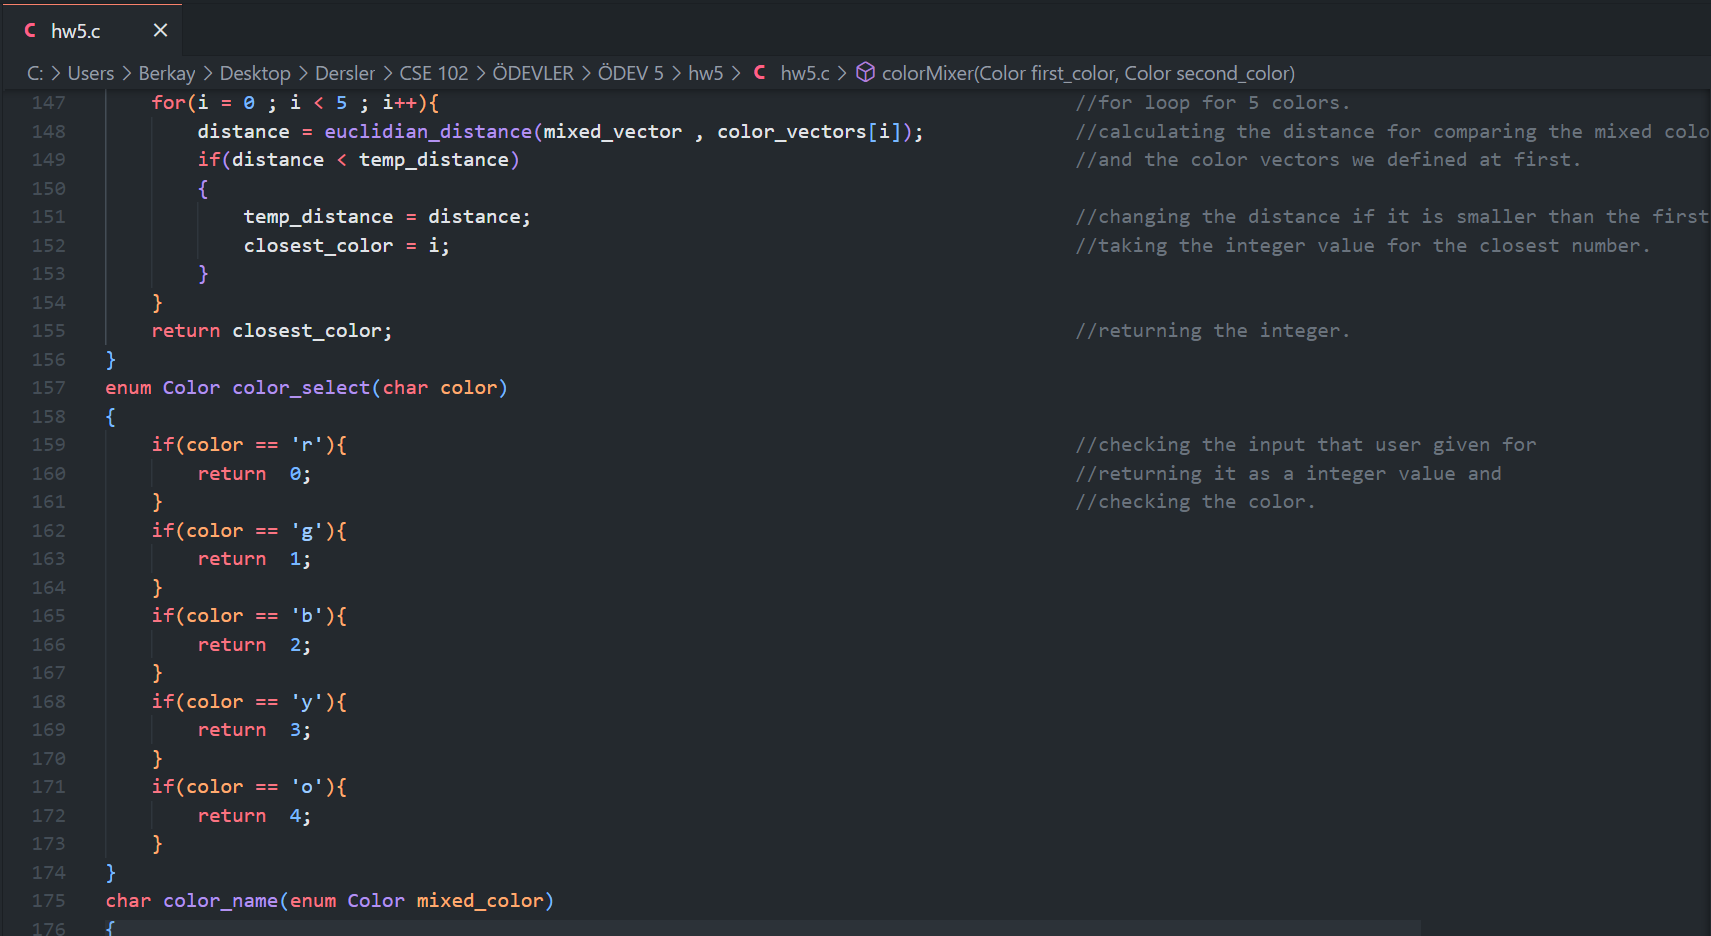 C hw5.c ×
C: > Users > Berkay > Desktop > Dersler > CSE 102 > ÖDEVLER > ÖDEV 5 > hw5 > C hw5.c > colorMixer(Color first_color, Color second_color)
147 for(i = 0 ; i < 5 ; i++){ //for loop for 5 colors.
148 distance = euclidian_distance(mixed_vector , color_vectors[i]); //calculating the distance for comparing the mixed colo
149 if(distance < temp_distance) //and the color vectors we defined at first.
150 {
151 temp_distance = distance; //changing the distance if it is smaller than the first
152 closest_color = i; //taking the integer value for the closest number.
153 }
154 }
155 return closest_color; //returning the integer.
156 }
157 enum Color color_select(char color)
158 {
159 if(color == 'r'){ //checking the input that user given for
160 return 0; //returning it as a integer value and
161 } //checking the color.
162 if(color == 'g'){
163 return 1;
164 }
165 if(color == 'b'){
166 return 2;
167 }
168 if(color == 'y'){
169 return 3;
170 }
171 if(color == 'o'){
172 return 4;
173 }
174 }
175 char color_name(enum Color mixed_color)
176 {